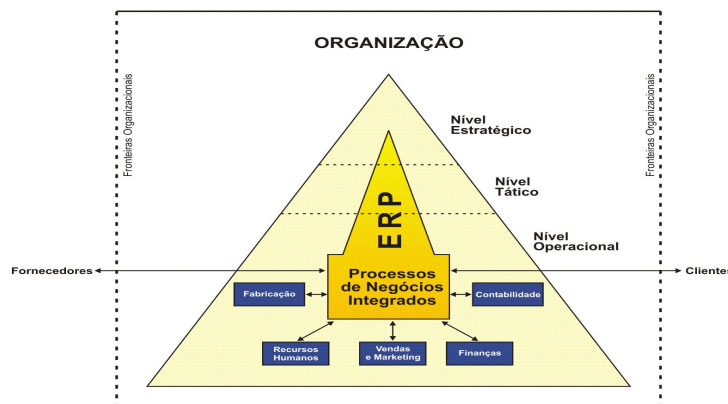 ORGANIZAÇÃO
Fronteiras Organizacionais
Fronteiras Organizacionais
Nível
Estratégico
Nível
Tático
ERP
Nível
Operacional
Fornecedores
Clientes
Processos
de Negócios
Integrados
Fabricação
Contabilidade
Recursos
Humanos
Vendas
e Marketing
Finanças